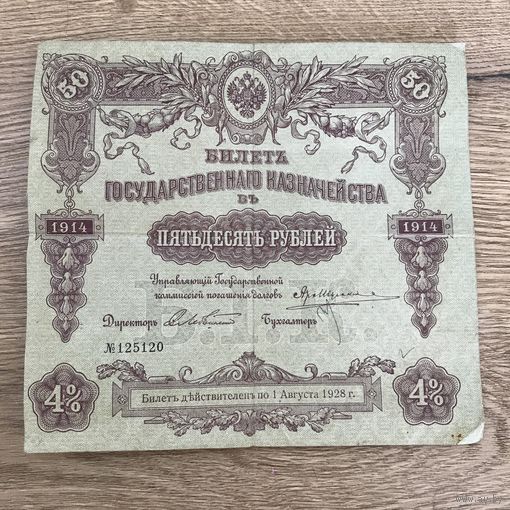 50 50
БИЛЕТЪ
ГОСУДАРСТВЕННАГО КАЗНАЧЕЙСТВА
ВЪ
1914 ПЯТЬДЕСЯТЪ РУБЛЕЙ 1914
Управляющій Государственной
коммиссіей погашенія долговъ
Директоръ Бухгалтеръ
№125120
4% 4%
Билетъ дѣйствителенъ по 1 Августа 1928 г.